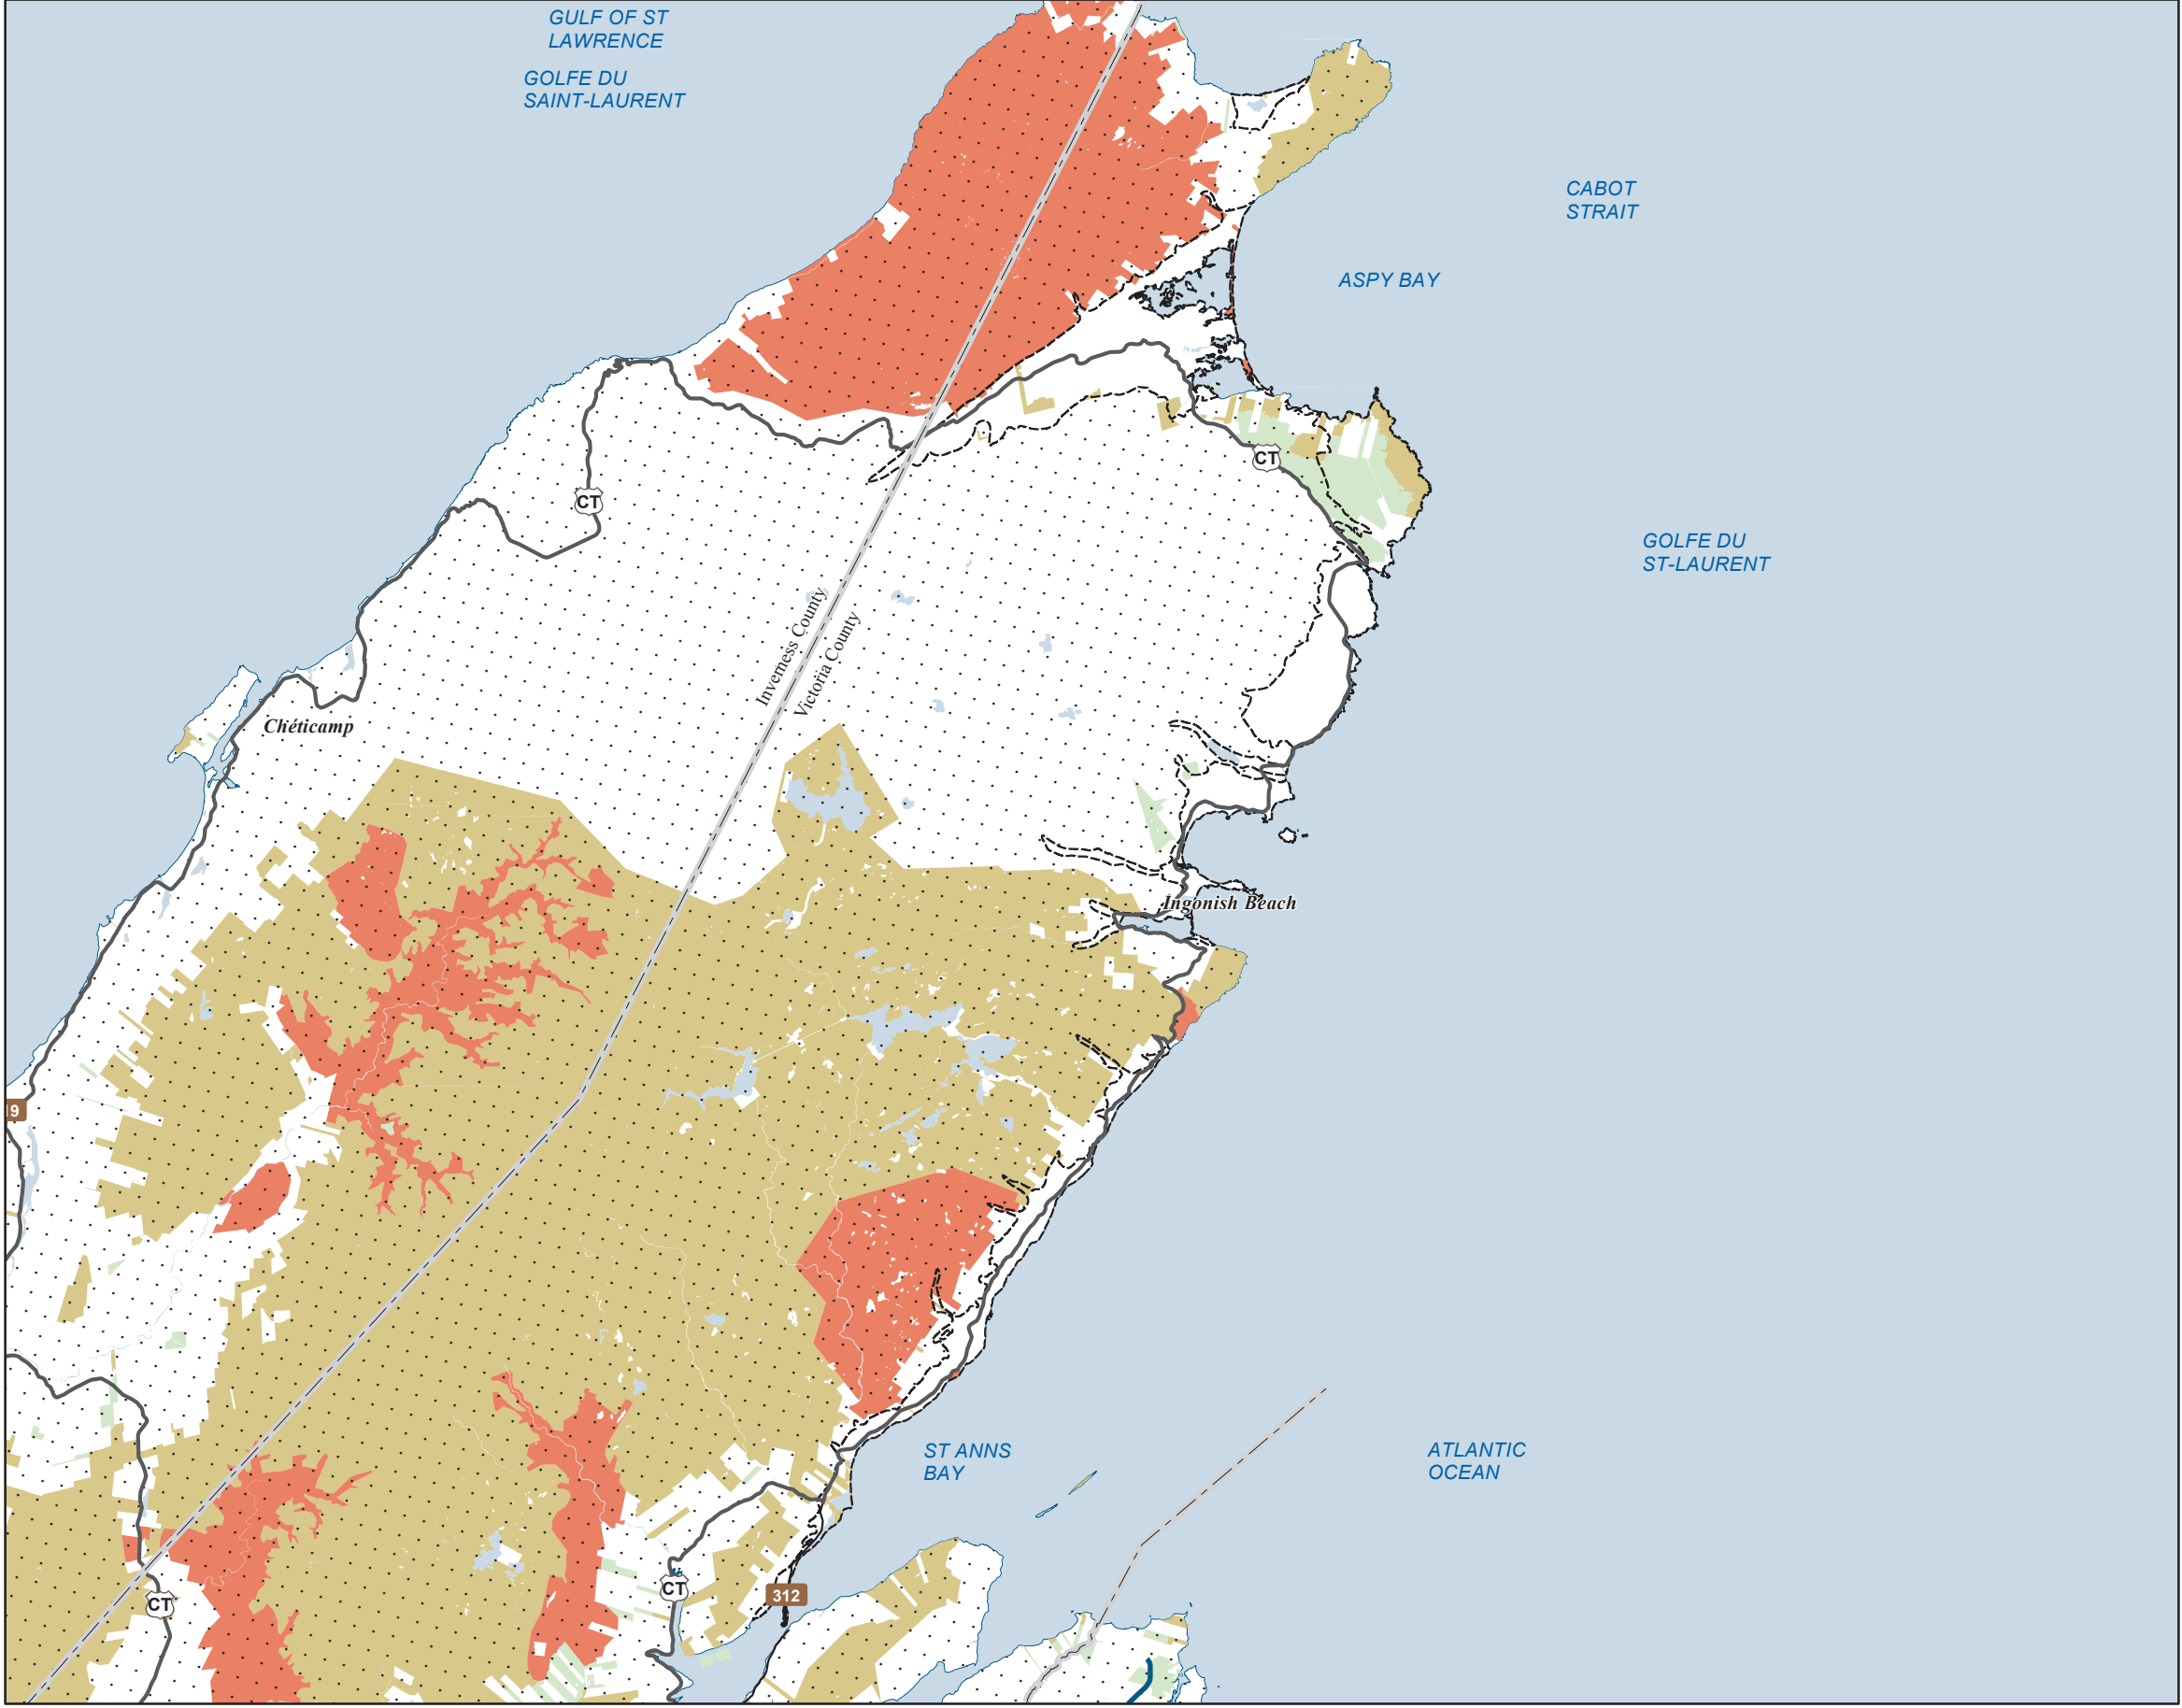 GULF OF ST
LAWRENCE
GOLFE DU
SAINT-LAURENT
CABOT
STRAIT
ASPY BAY
CT
CT
GOLFE DU
ST-LAURENT
Inverness County
Victoria County
Chéticamp
Ingonish Beach
19
ST ANNS
BAY
ATLANTIC
OCEAN
CT
CT
312